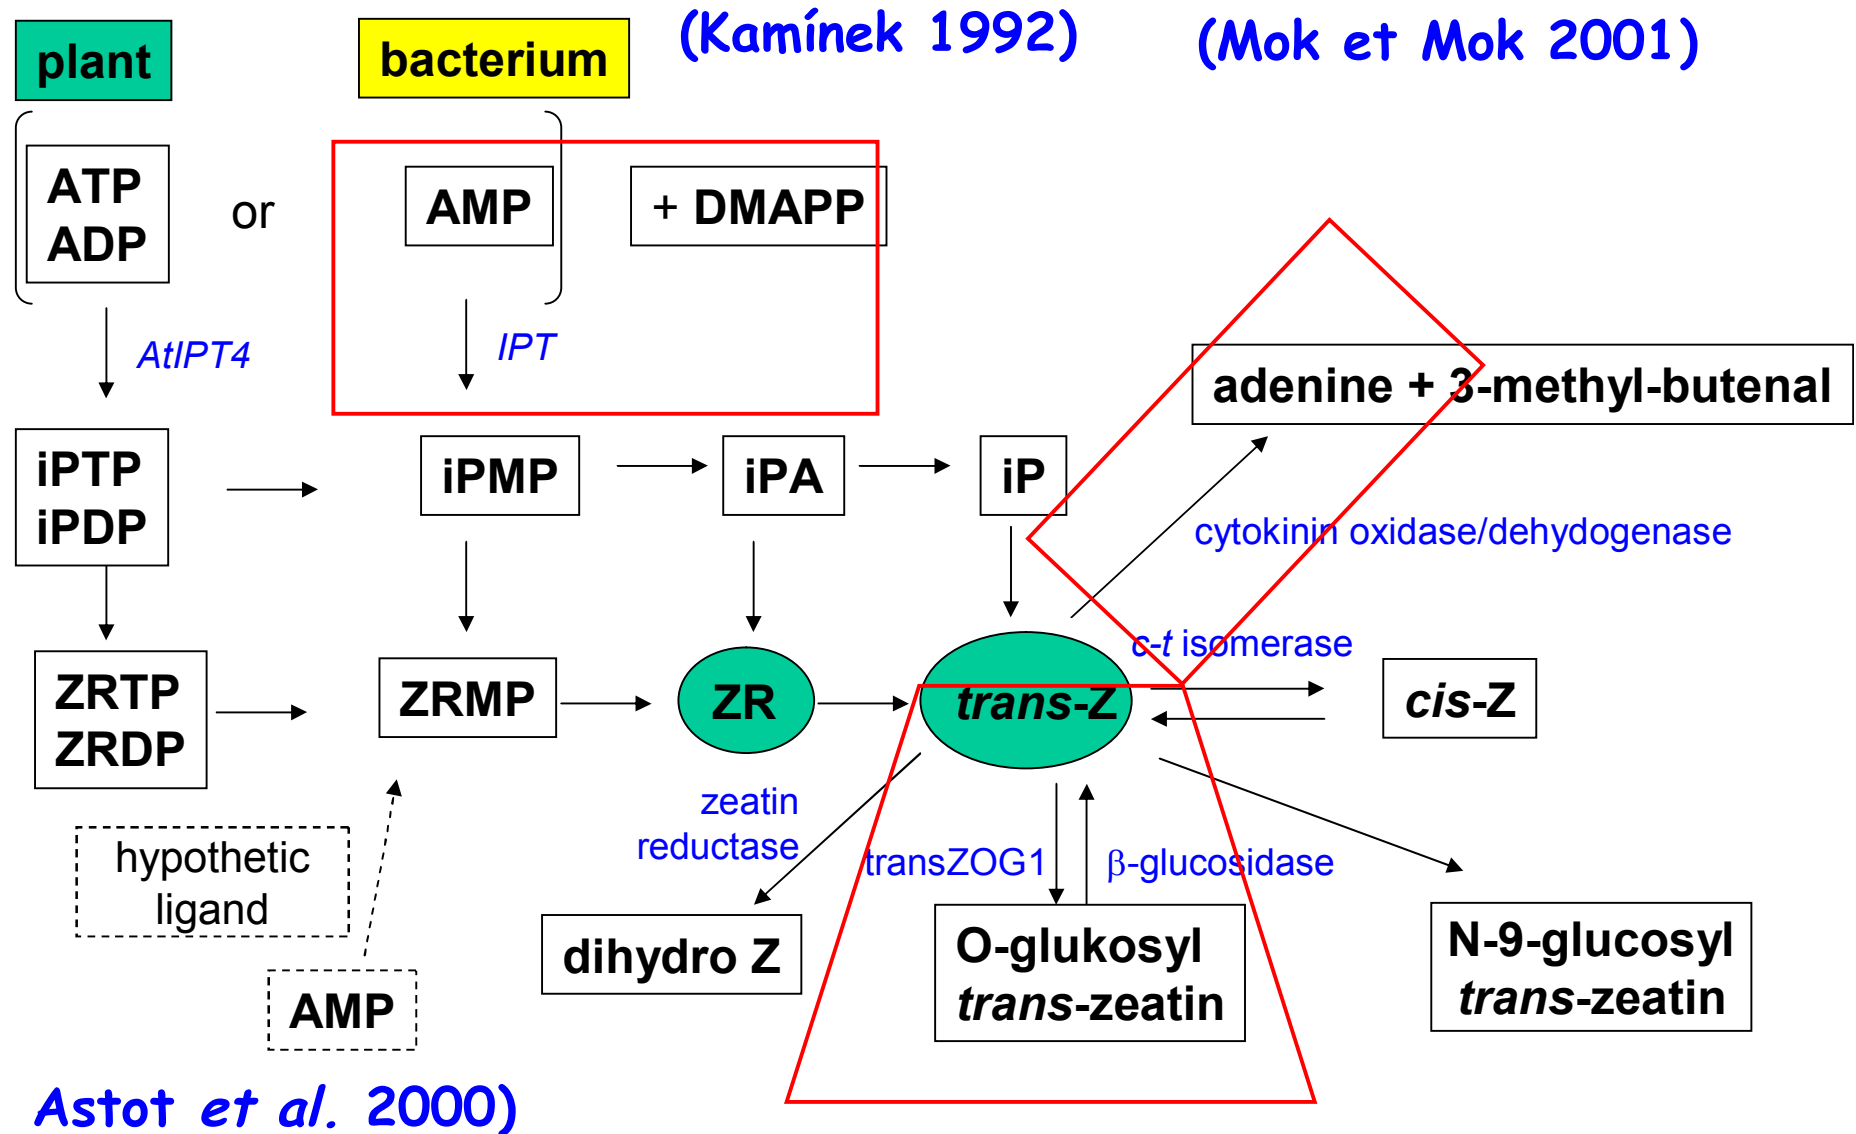 (Kamínek 1992)
(Mok et Mok 2001)
plant
bacterium
ATP
ADP
or
AMP
+ DMAPP
AtIPT4
IPT
adenine + 3-methyl-butenal
iPTP
iPDP
iPMP
iPA
iP
cytokinin oxidase/dehydogenase
c-t isomerase
ZRTP
ZRDP
ZRMP
ZR
trans-Z
cis-Z
zeatin
reductase
transZOG1
β-glucosidase
hypothetic
ligand
AMP
dihydro Z
O-glukosyl
trans-zeatin
N-9-glucosyl
trans-zeatin
Astot et al. 2000)